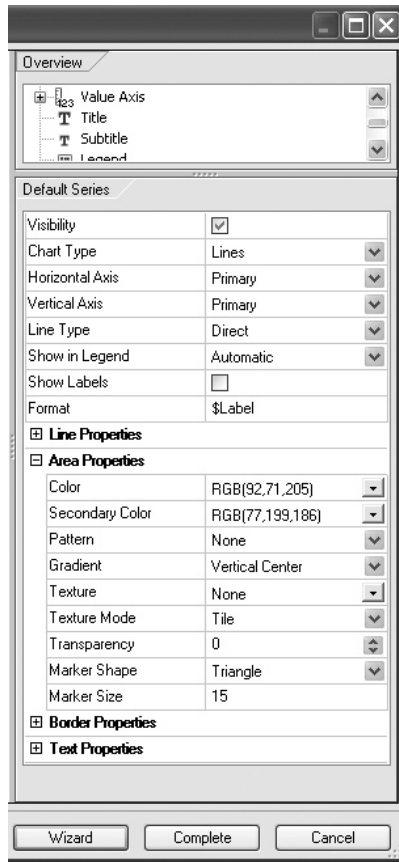 Overview
123 Value Axis
T Title
T Subtitle
Legend
Default Series
Visibility
Chart Type Lines
Horizontal Axis Primary
Vertical Axis Primary
Line Type Direct
Show in Legend Automatic
Show Labels
Format $Label
Line Properties
Area Properties
Color RGB(92,71,205)
Secondary Color RGB(77,199,186)
Pattern None
Gradient Vertical Center
Texture None
Texture Mode Tile
Transparency 0
Marker Shape Triangle
Marker Size 15
Border Properties
Text Properties
Wizard Complete Cancel